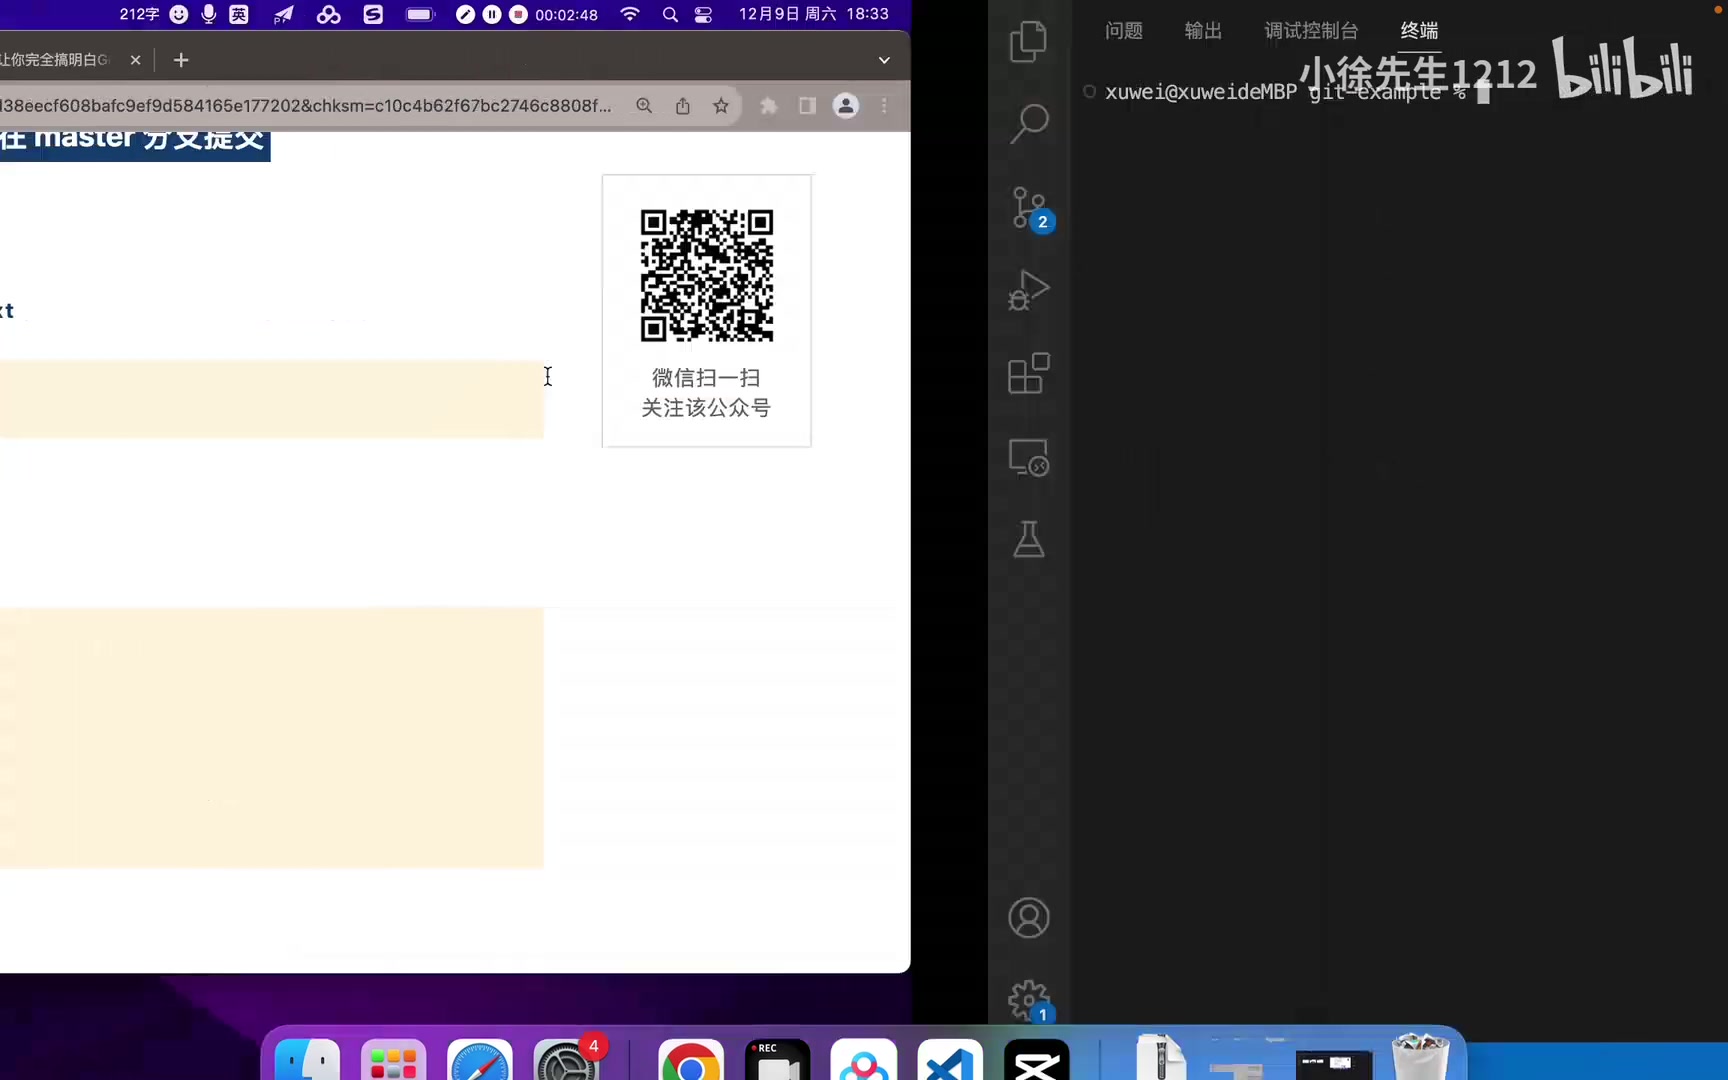 212字 英 00:02:48 12月9日 周六 18:33
让你完全搞明白G
38eecf608bafc9ef9d584165e177202&chksm=c10c4b62f67bc2746c8808f...
在 master 分支提交
xt
微信扫一扫
关注该公众号
问题 输出 调试控制台 终端
小徐先生1212 bilibili
xuwei@xuweideMBP git-example %
2
1
4
REC